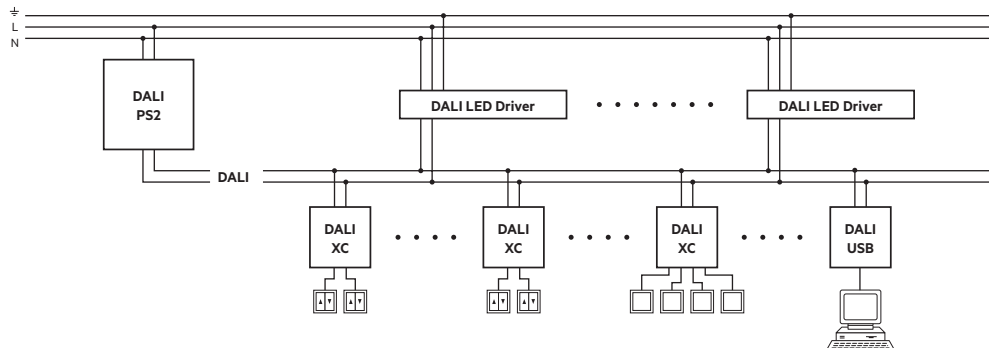 ⏚
L
N
DALI
PS2
DALI LED Driver
DALI LED Driver
DALI
DALI
XC
DALI
XC
DALI
XC
DALI
USB